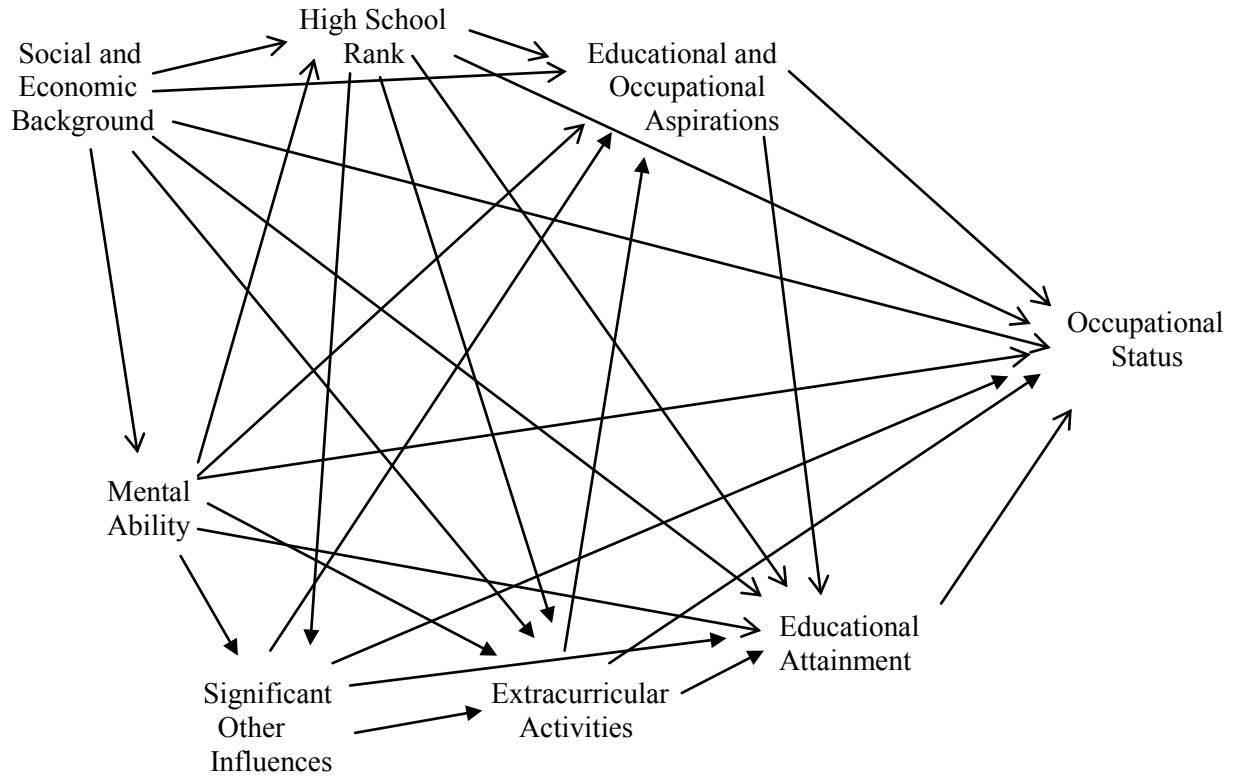 High School
Rank
Social and
Economic
Background
Educational and
Occupational
Aspirations
Occupational
Status
Mental
Ability
Educational
Attainment
Significant
Other
Influences
Extracurricular
Activities